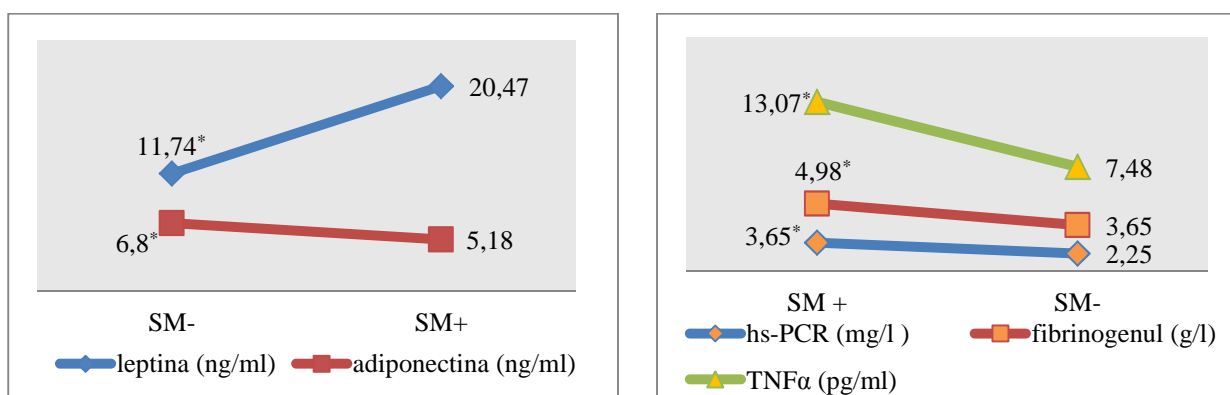 20,47
11,74*
6,8*
5,18
SM-
SM+
leptina (ng/ml)
adiponectina (ng/ml)
13,07*
7,48
4,98*
3,65
3,65*
2,25
SM +
SM-
hs-PCR (mg/l )
fibrinogenul (g/l)
TNFα (pg/ml)